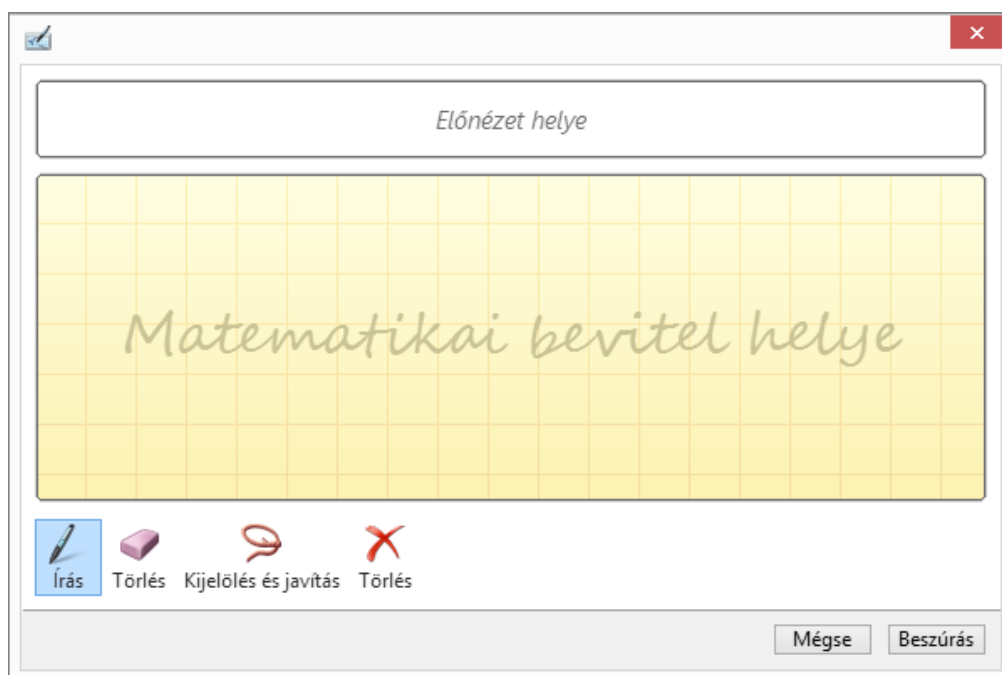 Előnézet helye
Matematikai bevitel helye
Írás Törlés Kijelölés és javítás Törlés
Mégse Beszúrás